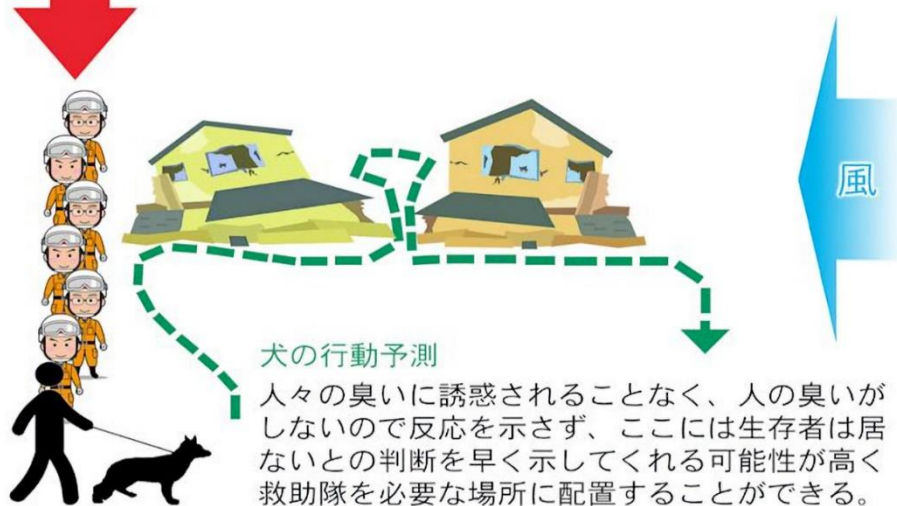 風
犬の行動予測
人々の臭いに誘惑されることなく、人の臭いが
しないので反応を示さず、ここには生存者は居
ないとの判断を早く示してくれる可能性が高く
救助隊を必要な場所に配置することができる。